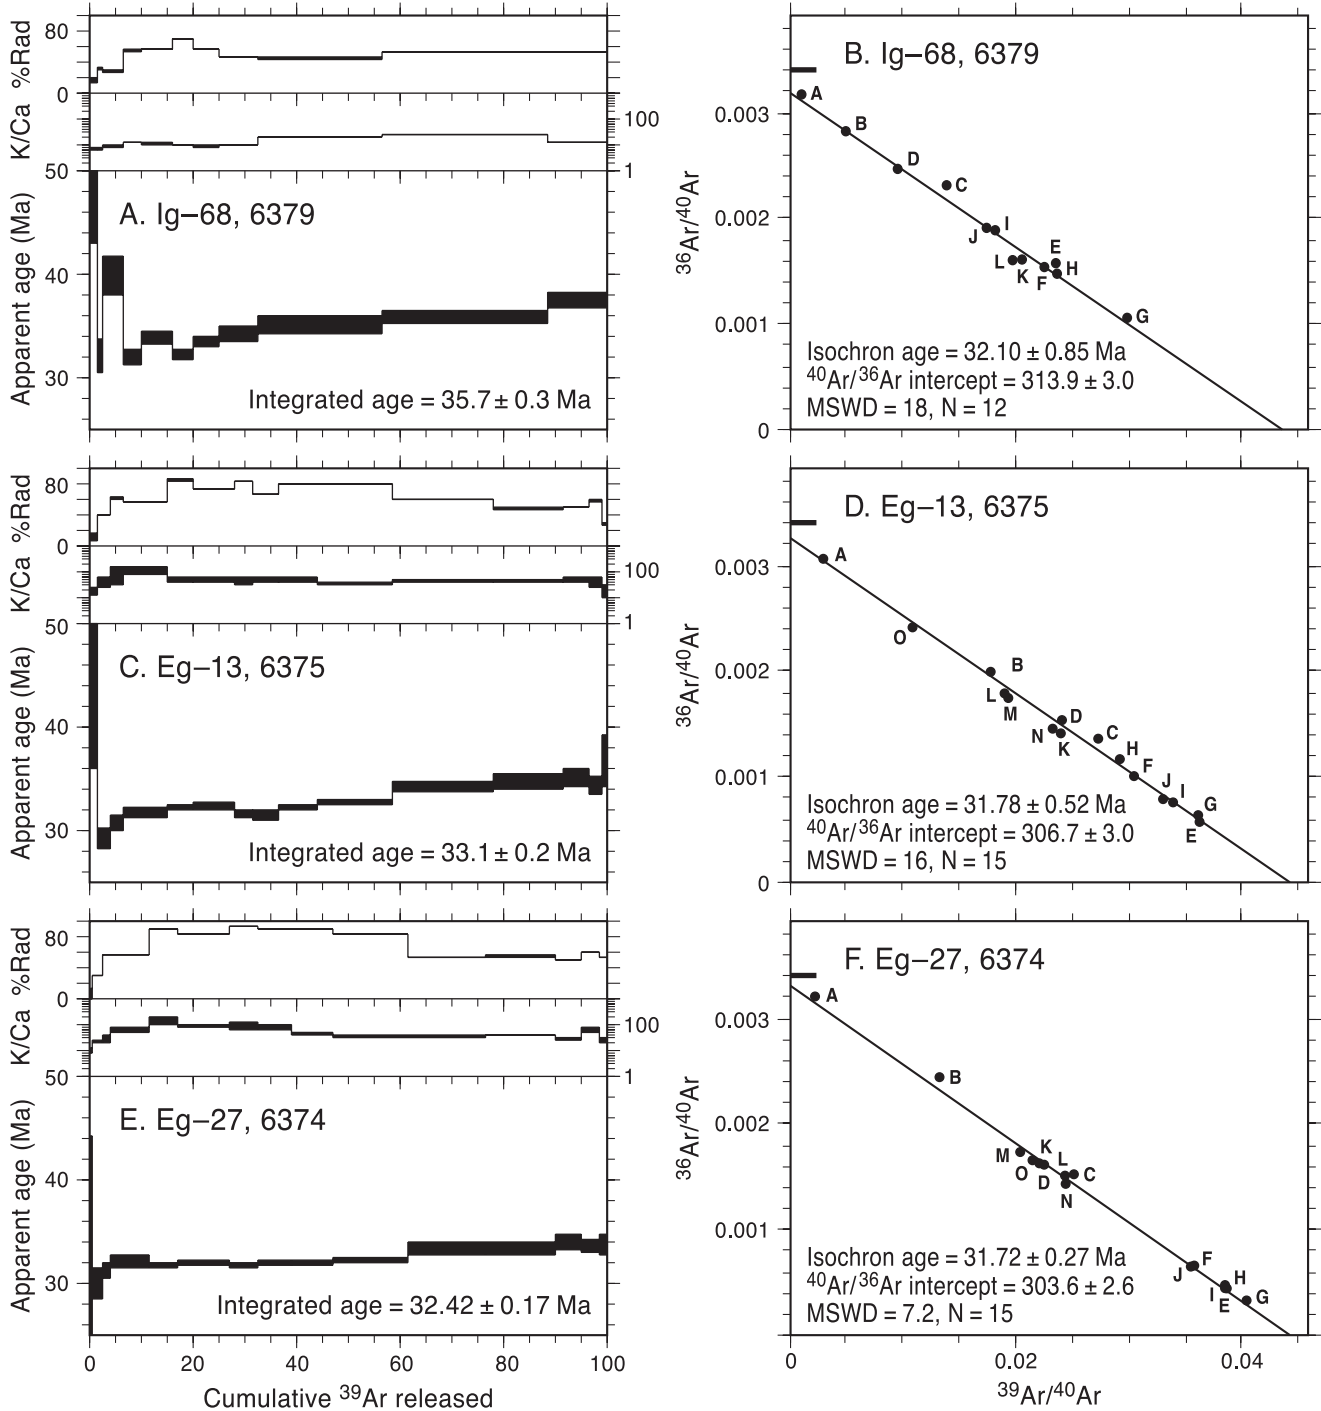 80
0
%Rad
100
1
K/Ca
50
40
30
Apparent age (Ma)
A. Ig–68, 6379
Integrated age = 35.7 ± 0.3 Ma
B. Ig–68, 6379
0.003
0.002
0.001
0
36Ar/40Ar
A
B
D
C
J
I
L
K
E
F
H
G
Isochron age = 32.10 ± 0.85 Ma
40Ar/36Ar intercept = 313.9 ± 3.0
MSWD = 18, N = 12
80
0
%Rad
100
1
K/Ca
50
40
30
Apparent age (Ma)
C. Eg–13, 6375
Integrated age = 33.1 ± 0.2 Ma
D. Eg–13, 6375
0.003
0.002
0.001
0
36Ar/40Ar
A
O
B
L
M
D
N
K
C
H
F
J
I
G
E
Isochron age = 31.78 ± 0.52 Ma
40Ar/36Ar intercept = 306.7 ± 3.0
MSWD = 16, N = 15
80
0
%Rad
100
1
K/Ca
50
40
30
Apparent age (Ma)
E. Eg–27, 6374
Integrated age = 32.42 ± 0.17 Ma
0
20
40
60
80
100
Cumulative 39Ar released
F. Eg–27, 6374
0.003
0.002
0.001
36Ar/40Ar
A
B
M
K
O
D
L
C
N
F
J
H
I
E
G
Isochron age = 31.72 ± 0.27 Ma
40Ar/36Ar intercept = 303.6 ± 2.6
MSWD = 7.2, N = 15
0
0.02
0.04
39Ar/40Ar